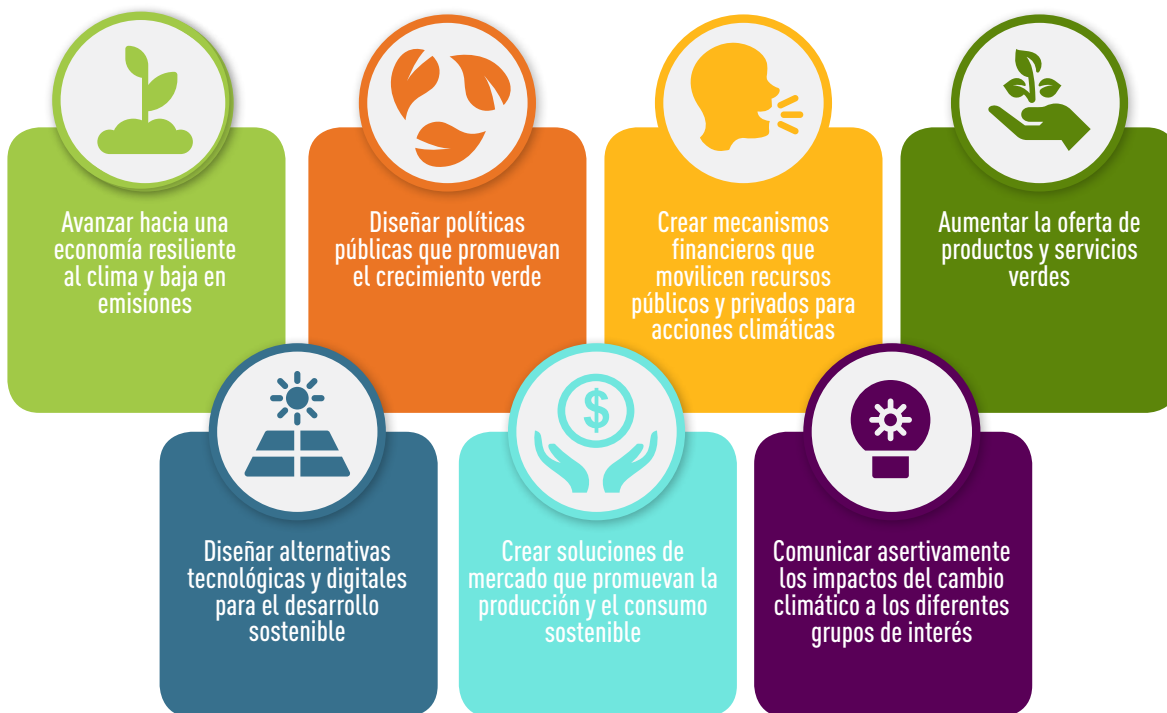 Avanzar hacia una
economía resiliente
al clima y baja en
emisiones
Diseñar políticas
públicas que promuevan
el crecimiento verde
Crear mecanismos
financieros que
movilicen recursos
públicos y privados para
acciones climáticas
Aumentar la oferta de
productos y servicios
verdes
Diseñar alternativas
tecnológicas y digitales
para el desarrollo
sostenible
$
Crear soluciones de
mercado que promuevan la
producción y el consumo
sostenible
Comunicar asertivamente
los impactos del cambio
climático a los diferentes
grupos de interés